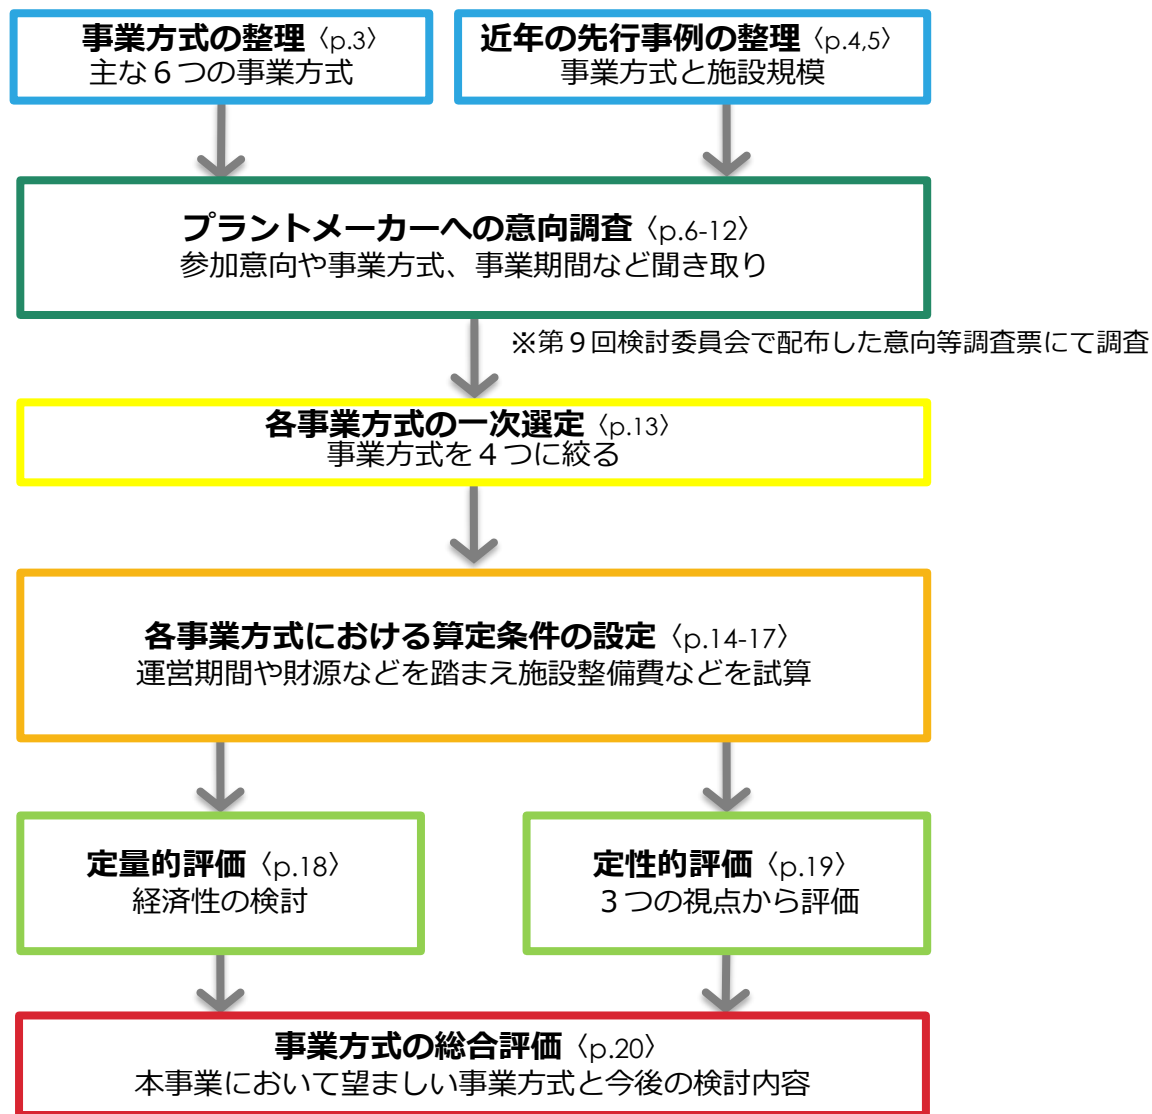 事業方式の整理〈p.3〉
主な６つの事業方式
近年の先行事例の整理〈p.4,5〉
事業方式と施設規模
プラントメーカーへの意向調査〈p.6-12〉
参加意向や事業方式、事業期間など聞き取り
※第９回検討委員会で配布した意向等調査票にて調査
各事業方式の一次選定〈p.13〉
事業方式を４つに絞る
各事業方式における算定条件の設定〈p.14-17〉
運営期間や財源などを踏まえ施設整備費などを試算
定量的評価〈p.18〉
経済性の検討
定性的評価〈p.19〉
３つの視点から評価
事業方式の総合評価〈p.20〉
本事業において望ましい事業方式と今後の検討内容